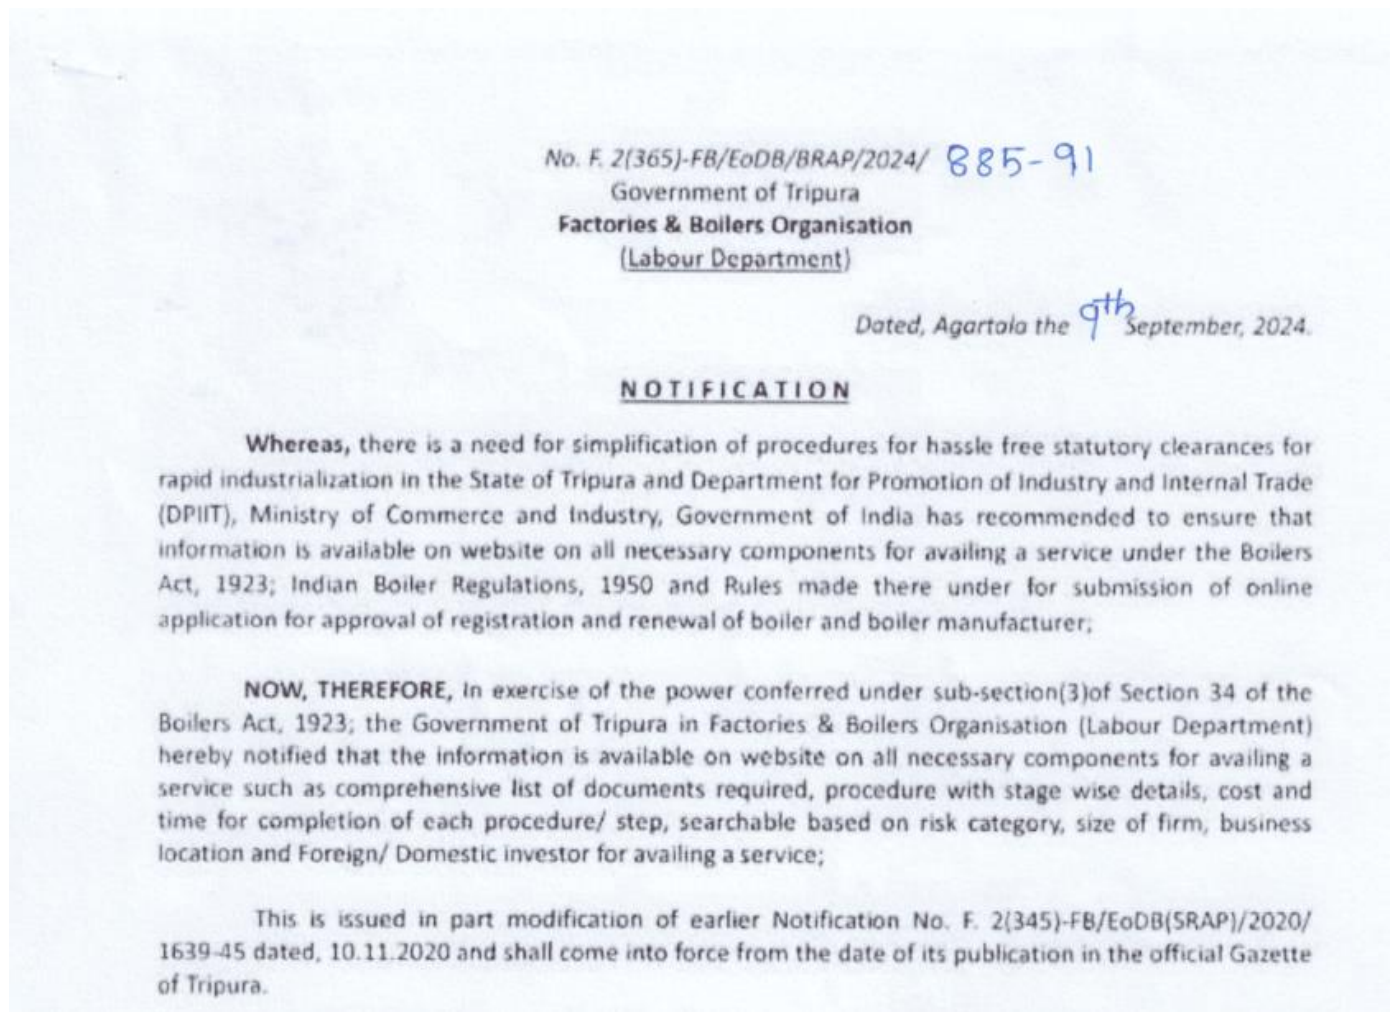 No. F. 2(365)-FB/EoDB/BRAP/2024/ 885-91
Government of Tripura
Factories & Boilers Organisation
(Labour Department)
Dated, Agartala the 9th September, 2024.
NOTIFICATION
Whereas, there is a need for simplification of procedures for hassle free statutory clearances for
rapid industrialization in the State of Tripura and Department for Promotion of Industry and Internal Trade
(DPIIT), Ministry of Commerce and Industry, Government of India has recommended to ensure that
information is available on website on all necessary components for availing a service under the Boilers
Act, 1923; Indian Boiler Regulations, 1950 and Rules made there under for submission of online
application for approval of registration and renewal of boiler and boiler manufacturer;
NOW, THEREFORE, in exercise of the power conferred under sub-section(3)of Section 34 of the
Boilers Act, 1923; the Government of Tripura in Factories & Boilers Organisation (Labour Department)
hereby notified that the information is available on website on all necessary components for availing a
service such as comprehensive list of documents required, procedure with stage wise details, cost and
time for completion of each procedure/ step, searchable based on risk category, size of firm, business
location and Foreign/ Domestic investor for availing a service;
This is issued in part modification of earlier Notification No. F. 2(345)-FB/EoDB(SRAP)/2020/
1639-45 dated, 10.11.2020 and shall come into force from the date of its publication in the official Gazette
of Tripura.